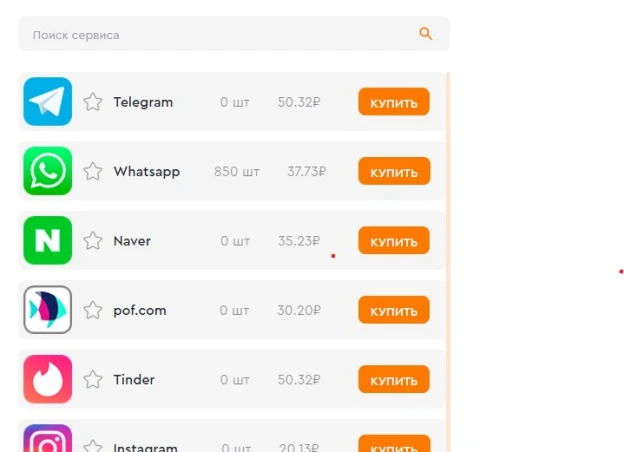 Поиск сервиса
Telegram 0 шт 50.32₽ КУПИТЬ
Whatsapp 850 шт 37.73₽ КУПИТЬ
N Naver 0 шт 35.23₽ КУПИТЬ
pof.com 0 шт 30.20₽ КУПИТЬ
Tinder 0 шт 50.32₽ КУПИТЬ
Instagram 0 шт 20.13₽ КУПИТЬ